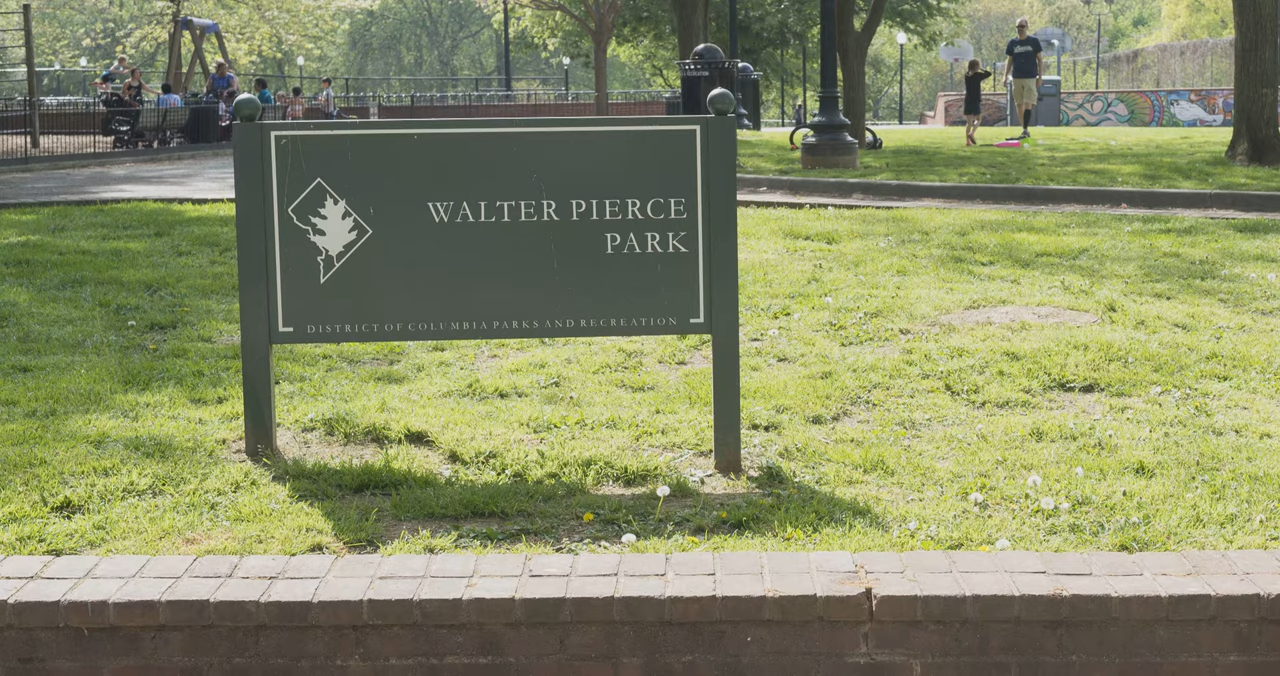 WALTER PIERCE
PARK
DISTRICT OF COLUMBIA PARKS AND RECREATION